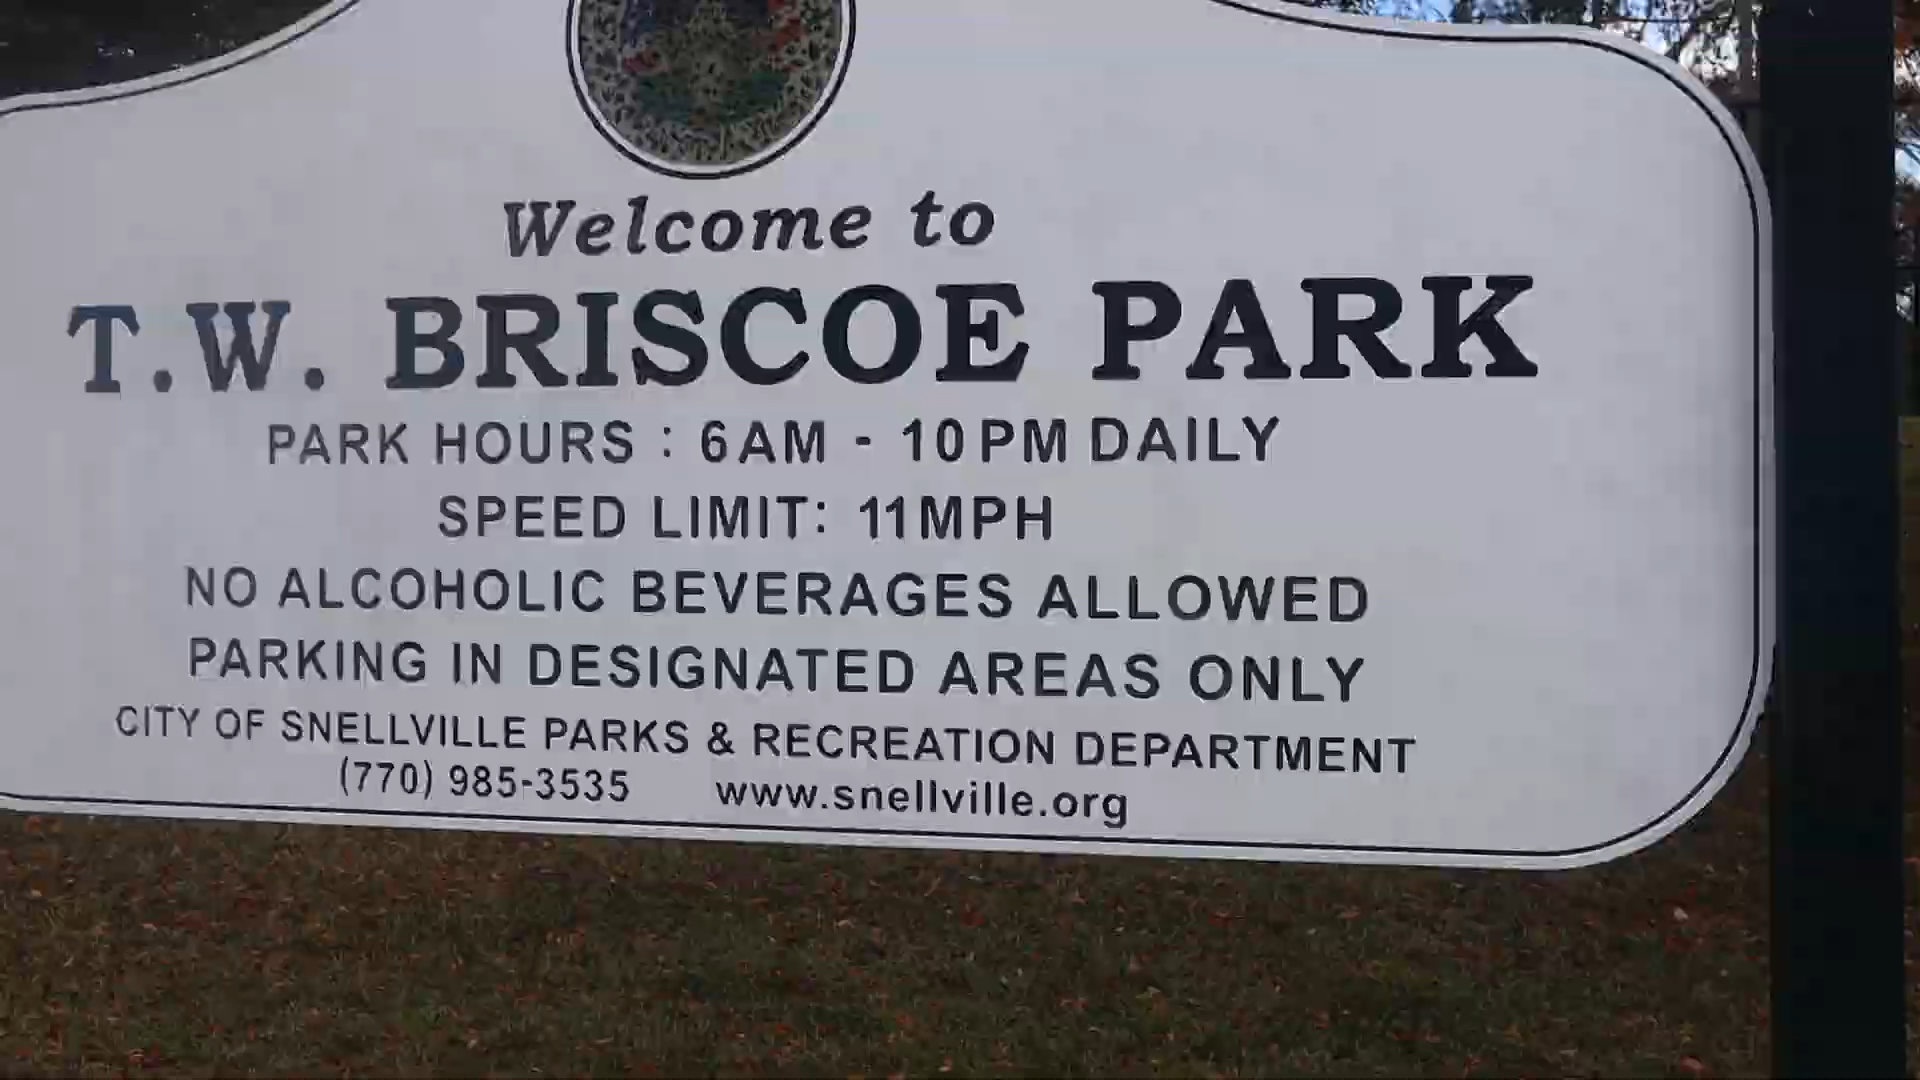 Welcome to
T.W. BRISCOE PARK
PARK HOURS : 6AM - 10PM DAILY
SPEED LIMIT: 11MPH
NO ALCOHOLIC BEVERAGES ALLOWED
PARKING IN DESIGNATED AREAS ONLY
CITY OF SNELLVILLE PARKS & RECREATION DEPARTMENT
(770) 985-3535 www.snellville.org